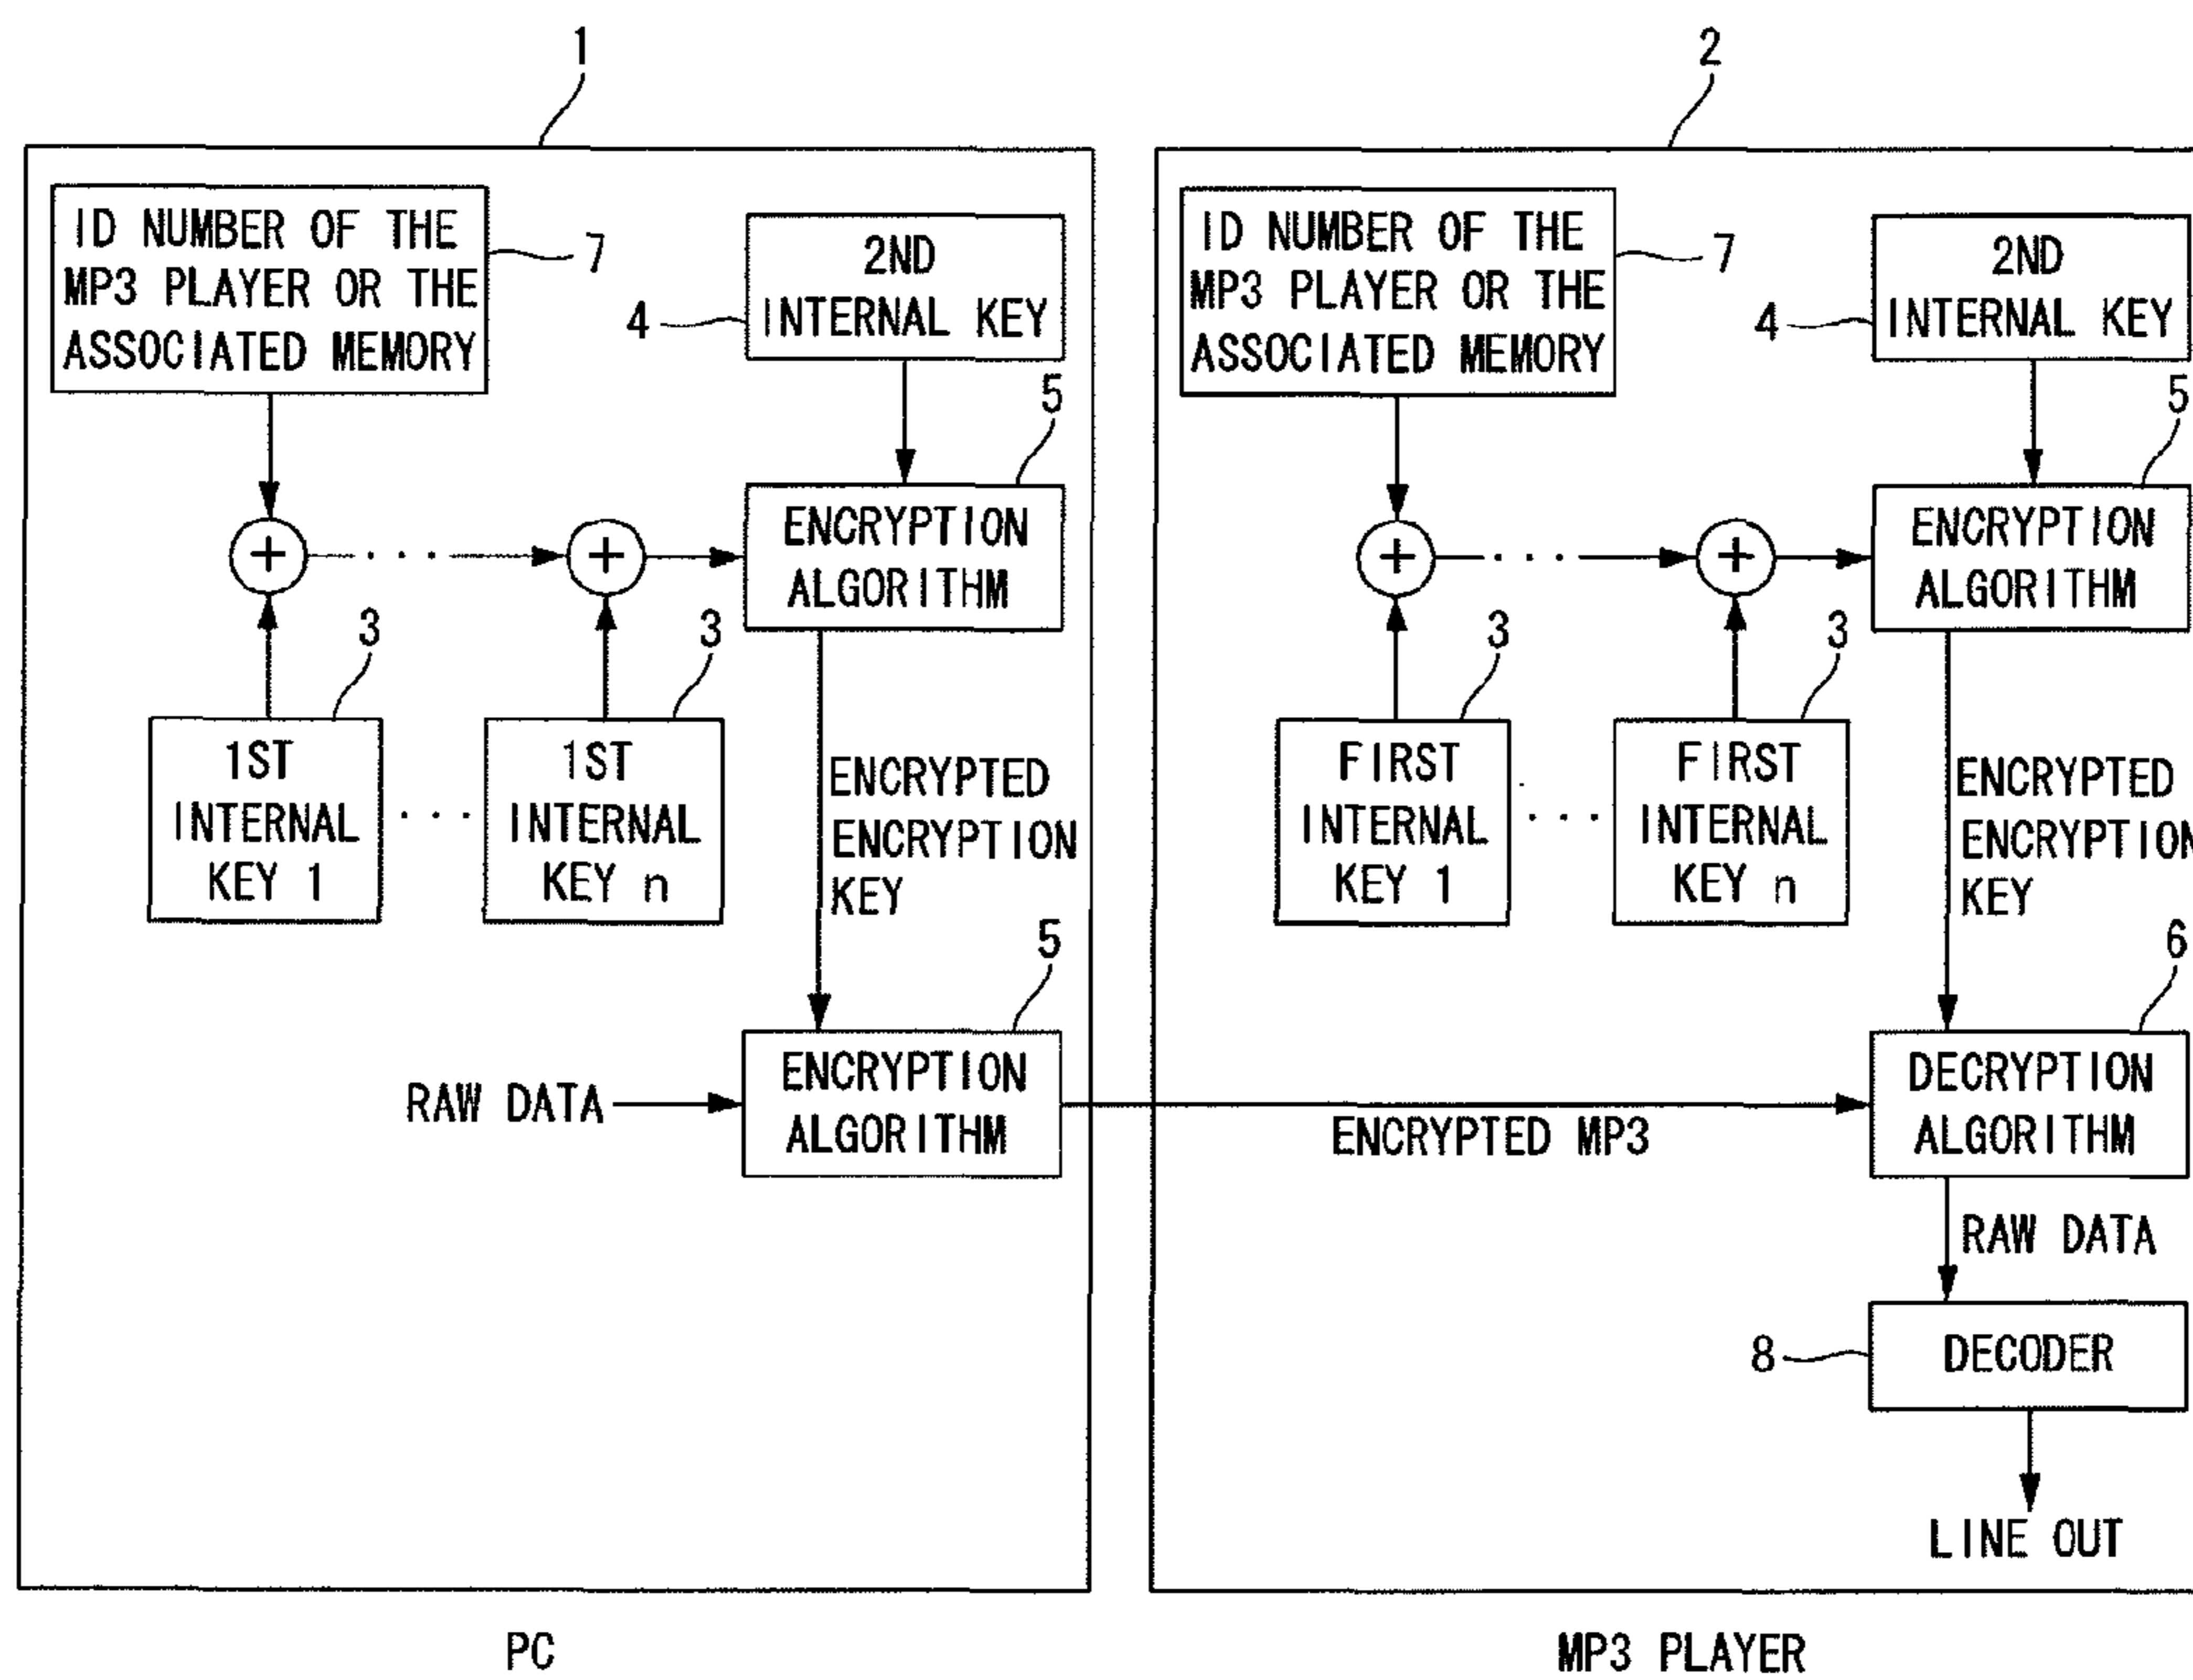 1
2
ID NUMBER OF THE
MP3 PLAYER OR THE
ASSOCIATED MEMORY
7
2ND
INTERNAL KEY
4
5
+
...
+
ENCRYPTION
ALGORITHM
3
3
1ST
INTERNAL
KEY 1
...
1ST
INTERNAL
KEY n
ENCRYPTED
ENCRYPTION
KEY
5
RAW DATA
ENCRYPTION
ALGORITHM
ID NUMBER OF THE
MP3 PLAYER OR THE
ASSOCIATED MEMORY
7
2ND
INTERNAL KEY
4
5
+
...
+
ENCRYPTION
ALGORITHM
3
3
FIRST
INTERNAL
KEY 1
...
FIRST
INTERNAL
KEY n
ENCRYPTED
ENCRYPTION
KEY
6
ENCRYPTED MP3
DECRYPTION
ALGORITHM
RAW DATA
8
DECODER
LINE OUT
PC
MP3 PLAYER